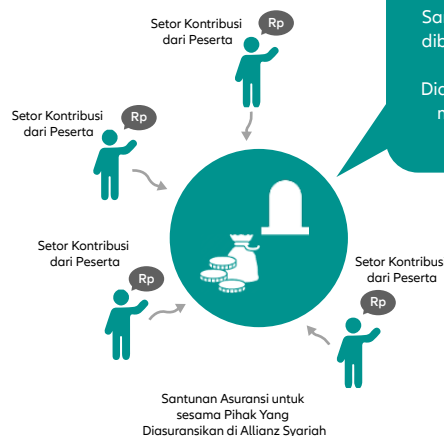 Setor Kontribusi
dari Peserta
Rp
Setor Kontribusi
dari Peserta
Rp
Setor Kontribusi
dari Peserta
Rp
Setor Kontribus
dari Peserta
Rp
Santunan Asuransi untuk
sesama Pihak Yang
Diasuransikan di Allianz Syariah